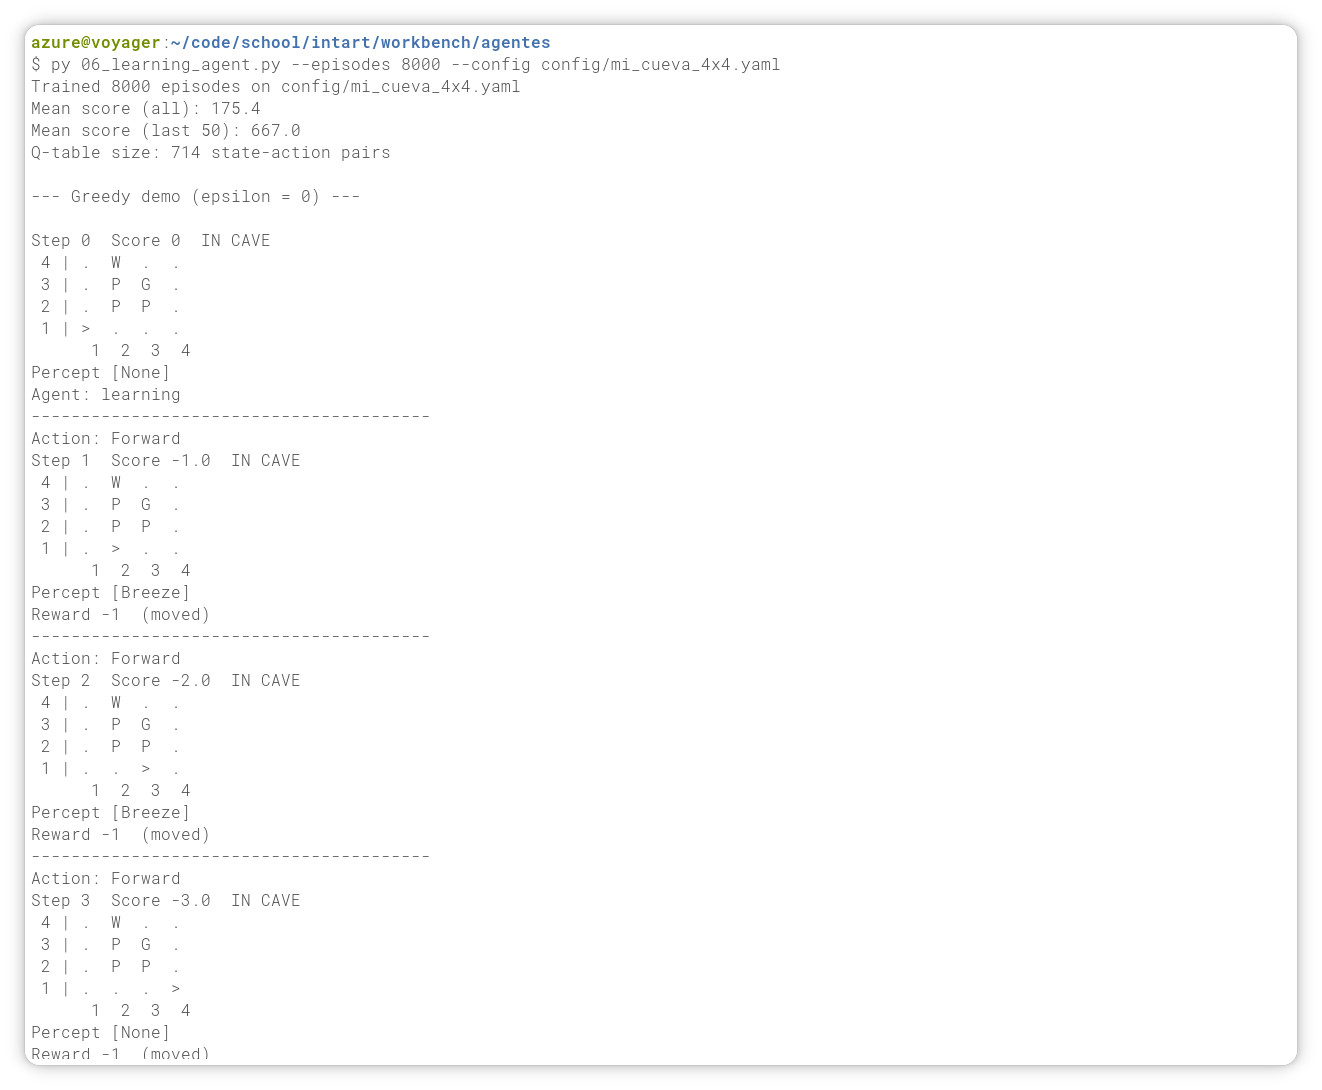 azure@voyager:~/code/school/intart/workbench/agentes
$ py 06_learning_agent.py --episodes 8000 --config config/mi_cueva_4x4.yaml
Trained 8000 episodes on config/mi_cueva_4x4.yaml
Mean score (all): 175.4
Mean score (last 50): 667.0
Q-table size: 714 state-action pairs

--- Greedy demo (epsilon = 0) ---

Step 0  Score 0  IN CAVE
 4 | .  W  .  .
 3 | .  P  G  .
 2 | .  P  P  .
 1 | >  .  .  .
      1  2  3  4
Percept [None]
Agent: learning
----------------------------------------
Action: Forward
Step 1  Score -1.0  IN CAVE
 4 | .  W  .  .
 3 | .  P  G  .
 2 | .  P  P  .
 1 | .  >  .  .
      1  2  3  4
Percept [Breeze]
Reward -1  (moved)
----------------------------------------
Action: Forward
Step 2  Score -2.0  IN CAVE
 4 | .  W  .  .
 3 | .  P  G  .
 2 | .  P  P  .
 1 | .  .  >  .
      1  2  3  4
Percept [Breeze]
Reward -1  (moved)
----------------------------------------
Action: Forward
Step 3  Score -3.0  IN CAVE
 4 | .  W  .  .
 3 | .  P  G  .
 2 | .  P  P  .
 1 | .  .  .  >
      1  2  3  4
Percept [None]
Reward -1  (moved)